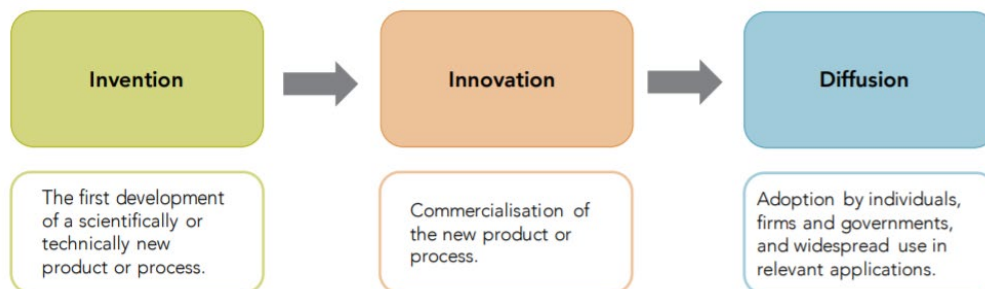 Invention
Innovation
Diffusion
The first development
of a scientifically or
technically new
product or process.
Commercialisation of
the new product or
process.
Adoption by individuals,
firms and governments,
and widespread use in
relevant applications.